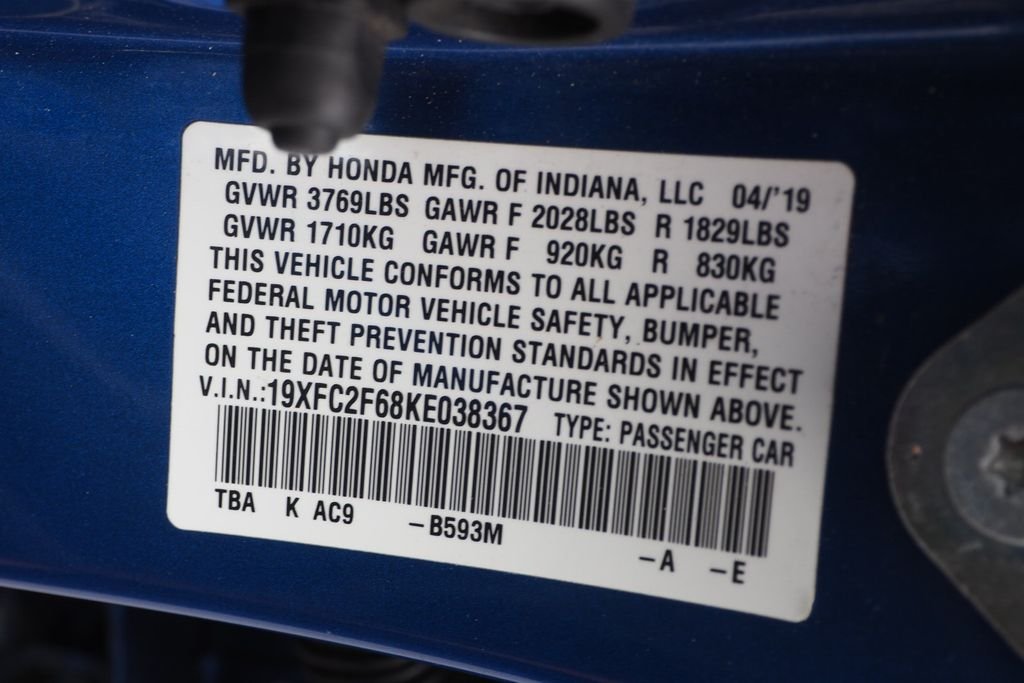 MFD. BY HONDA MFG. OF INDIANA, LLC 04/'19
GVWR 3769LBS GAWR F 2028LBS R 1829LBS
GVWR 1710KG GAWR F 920KG R 830KG
THIS VEHICLE CONFORMS TO ALL APPLICABLE
FEDERAL MOTOR VEHICLE SAFETY, BUMPER,
AND THEFT PREVENTION STANDARDS IN EFFECT
ON THE DATE OF MANUFACTURE SHOWN ABOVE.
V.I.N.:19XFC2F68KE038367 TYPE: PASSENGER CAR
TBA K AC9 –B593M –A –E